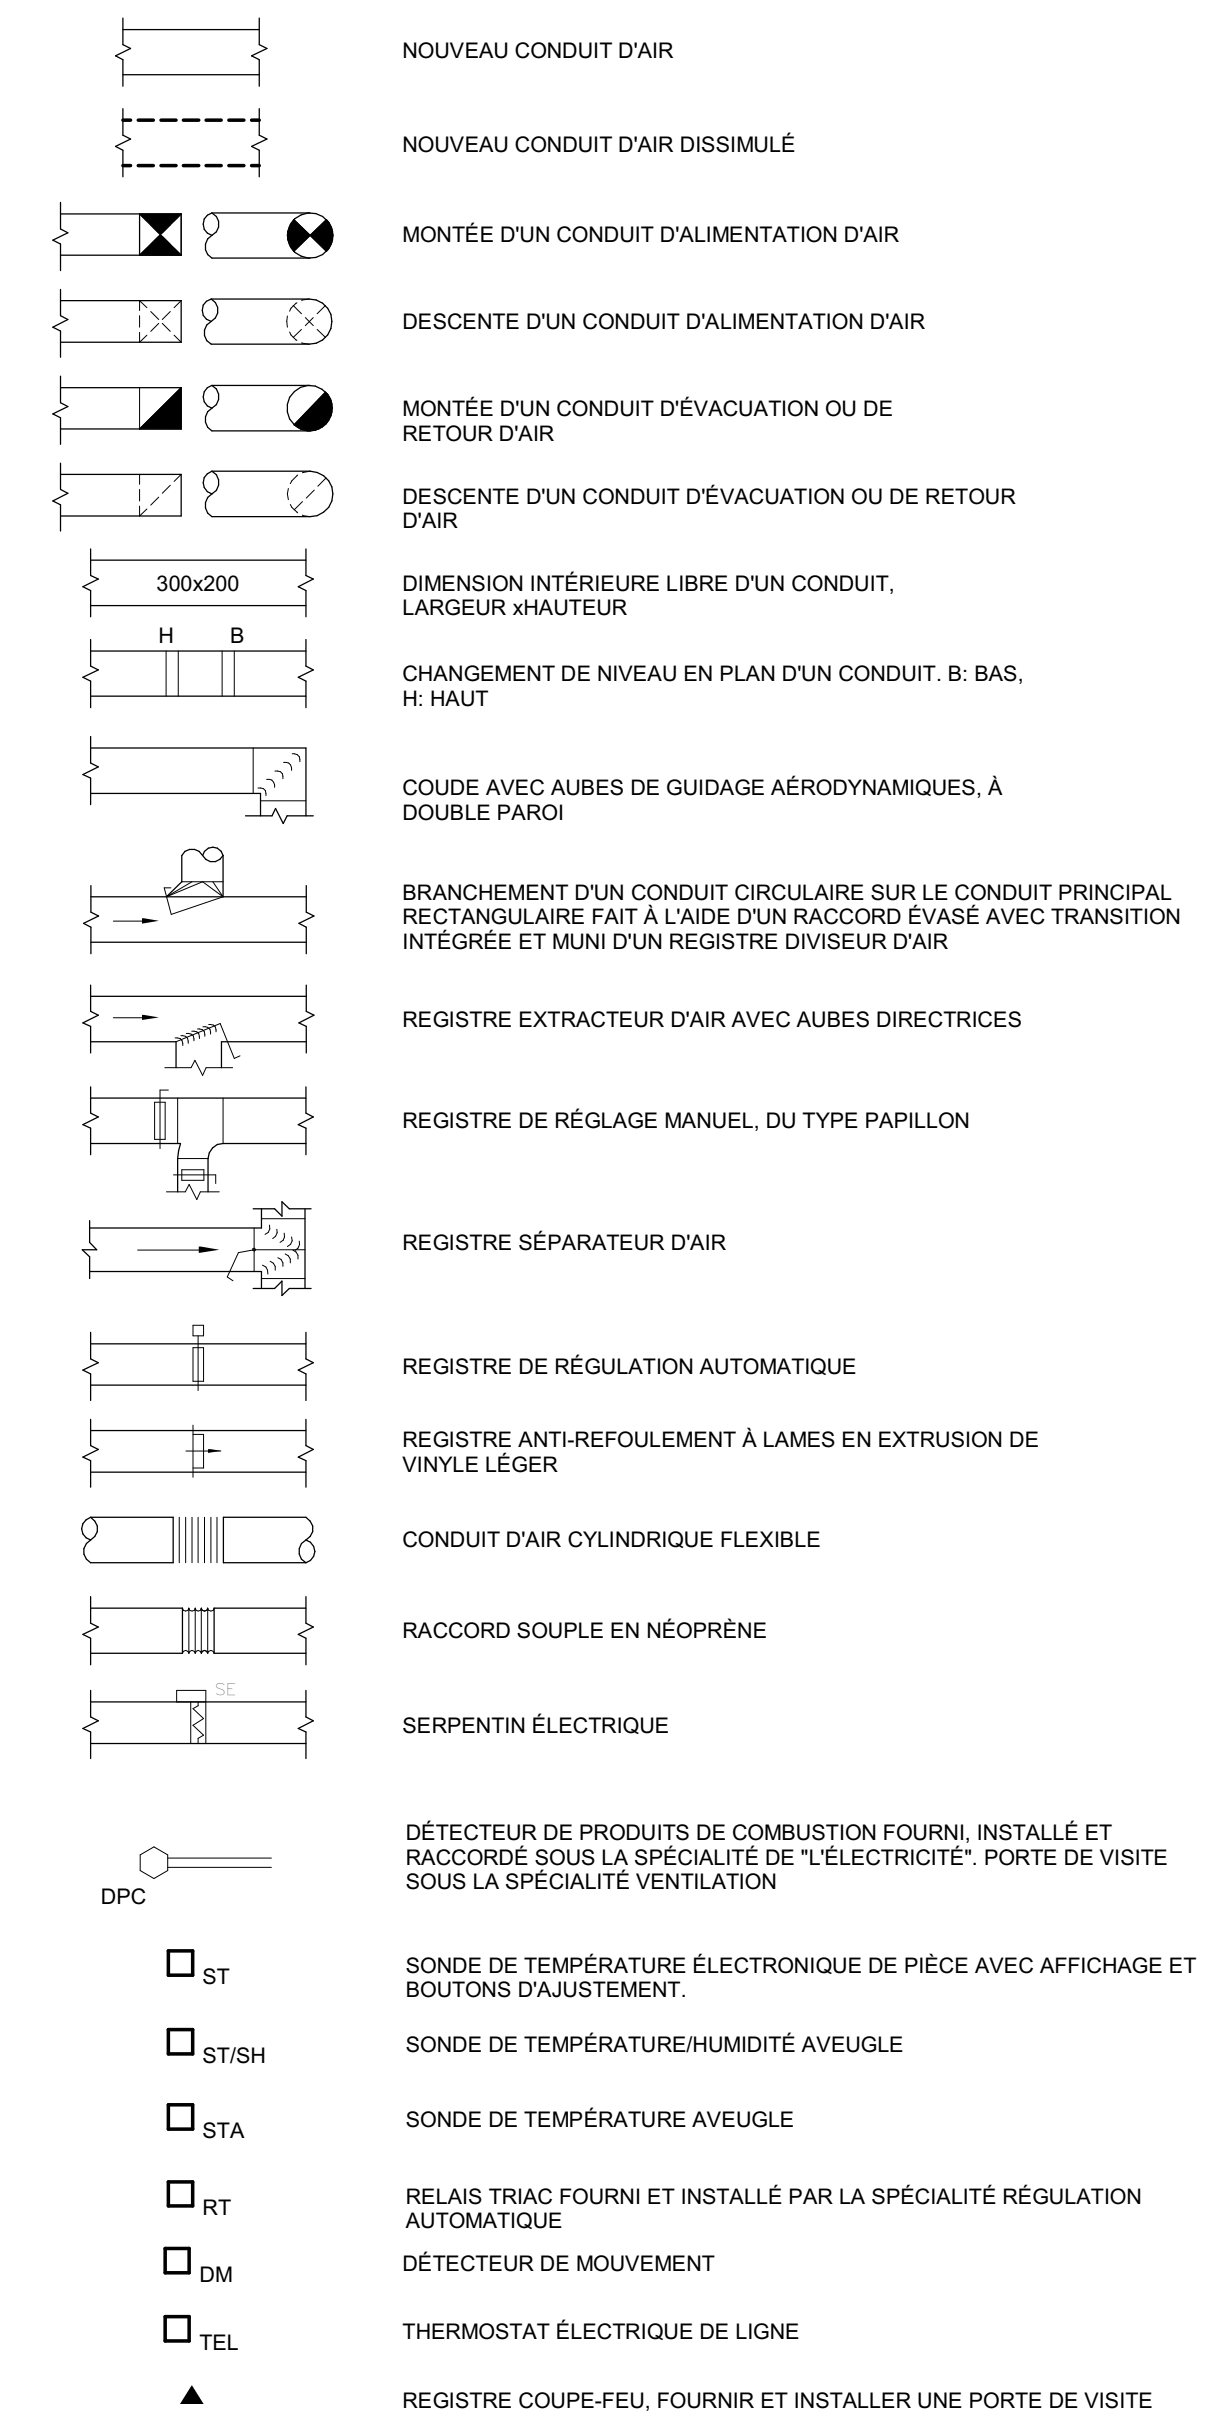 NOUVEAU CONDUIT D'AIR
NOUVEAU CONDUIT D'AIR DISSIMULÉ
MONTÉE D'UN CONDUIT D'ALIMENTATION D'AIR
DESCENTE D'UN CONDUIT D'ALIMENTATION D'AIR
MONTÉE D'UN CONDUIT D'ÉVACUATION OU DE
RETOUR D'AIR
DESCENTE D'UN CONDUIT D'ÉVACUATION OU DE RETOUR
D'AIR
300x200
DIMENSION INTÉRIEURE LIBRE D'UN CONDUIT,
LARGEUR xHAUTEUR
H B
CHANGEMENT DE NIVEAU EN PLAN D'UN CONDUIT. B: BAS,
H: HAUT
COUDE AVEC AUBES DE GUIDAGE AÉRODYNAMIQUES, À
DOUBLE PAROI
BRANCHEMENT D'UN CONDUIT CIRCULAIRE SUR LE CONDUIT PRINCIPAL
RECTANGULAIRE FAIT À L'AIDE D'UN RACCORD ÉVASÉ AVEC TRANSITION
INTÉGRÉE ET MUNI D'UN REGISTRE DIVISEUR D'AIR
REGISTRE EXTRACTEUR D'AIR AVEC AUBES DIRECTRICES
REGISTRE DE RÉGLAGE MANUEL, DU TYPE PAPILLON
REGISTRE SÉPARATEUR D'AIR
REGISTRE DE RÉGULATION AUTOMATIQUE
REGISTRE ANTI-REFOULEMENT À LAMES EN EXTRUSION DE
VINYLE LÉGER
CONDUIT D'AIR CYLINDRIQUE FLEXIBLE
RACCORD SOUPLE EN NÉOPRÈNE
SE
SERPENTIN ÉLECTRIQUE
DPC
DÉTECTEUR DE PRODUITS DE COMBUSTION FOURNI, INSTALLÉ ET
RACCORDÉ SOUS LA SPÉCIALITÉ DE "L'ÉLECTRICITÉ". PORTE DE VISITE
SOUS LA SPÉCIALITÉ VENTILATION
ST
SONDE DE TEMPÉRATURE ÉLECTRONIQUE DE PIÈCE AVEC AFFICHAGE ET
BOUTONS D'AJUSTEMENT.
ST/SH
SONDE DE TEMPÉRATURE/HUMIDITÉ AVEUGLE
STA
SONDE DE TEMPÉRATURE AVEUGLE
RT
RELAIS TRIAC FOURNI ET INSTALLÉ PAR LA SPÉCIALITÉ RÉGULATION
AUTOMATIQUE
DM
DÉTECTEUR DE MOUVEMENT
TEL
THERMOSTAT ÉLECTRIQUE DE LIGNE
REGISTRE COUPE-FEU, FOURNIR ET INSTALLER UNE PORTE DE VISITE